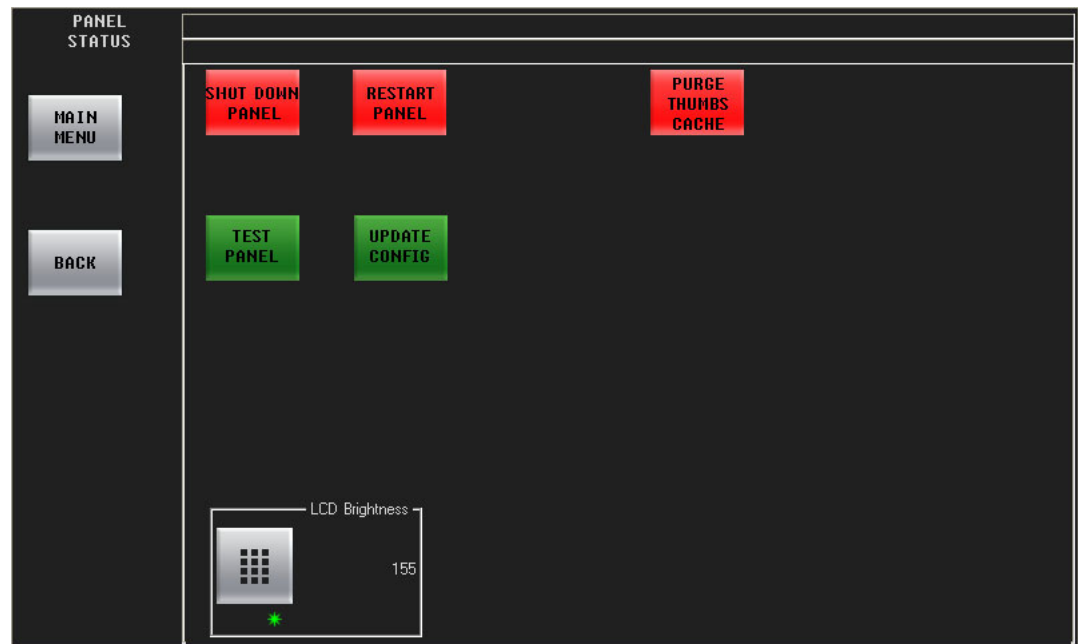 PANEL
STATUS
MAIN
MENU
BACK
SHUT DOWN
PANEL
RESTART
PANEL
PURGE
THUMBS
CACHE
TEST
PANEL
UPDATE
CONFIG
LCD Brightness
155